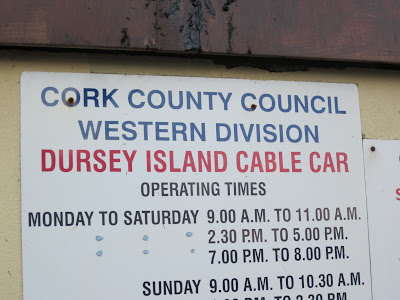 CORK COUNTY COUNCIL
WESTERN DIVISION
DURSEY ISLAND CABLE CAR
OPERATING TIMES
MONDAY TO SATURDAY 9.00 A.M. TO 11.00 A.M.
2.30 P.M. TO 5.00 P.M.
7.00 P.M. TO 8.00 P.M.
SUNDAY 9.00 A.M. TO 10.30 A.M.